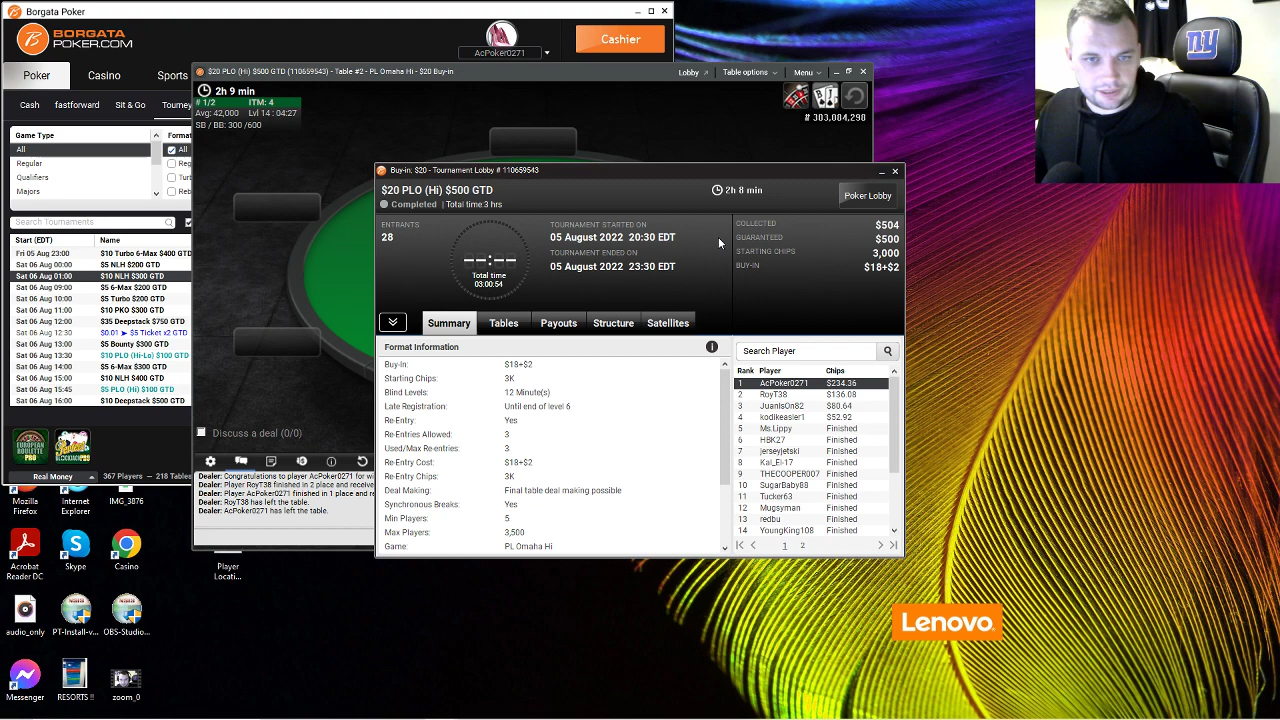 Borgata Poker
BORGATA
POKER.COM
AcPoker0271
Cashier
Poker
Casino
Sports
Cash
fastforward
Sit & Go
Tourney
Game Type
All
Regular
Qualifiers
Majors
Format
All
Reg
Turb
Reb
Search Tournaments
Start (EDT) Name
Fri 05 Aug 23:00 $10 Turbo 6-Max $400 GTD
Sat 06 Aug 00:00 $5 NLH $200 GTD
Sat 06 Aug 01:00 $10 NLH $300 GTD
Sat 06 Aug 09:00 $5 6-Max $200 GTD
Sat 06 Aug 10:00 $5 Turbo $200 GTD
Sat 06 Aug 11:00 $10 PKO $300 GTD
Sat 06 Aug 12:00 $35 Deepstack $750 GTD
Sat 06 Aug 12:30 $0.01 ➤ $5 Ticket x2 GTD
Sat 06 Aug 13:00 $5 Bounty $300 GTD
Sat 06 Aug 13:30 $10 PLO (Hi-Lo) $100 GTD
Sat 06 Aug 14:00 $5 6-Max $300 GTD
Sat 06 Aug 15:00 $10 NLH $400 GTD
Sat 06 Aug 15:45 $5 PLO (Hi) $100 GTD
Sat 06 Aug 16:00 $10 Deepstack $500 GTD
Real Money
367 Players – 218 Tables
$20 PLO (Hi) $500 GTD (110659543) - Table #2 - PL Omaha Hi - $20 Buy-in
Lobby
Table options
Menu
2h 9 min
# 1/2 ITM: 4
Avg: 42,000 Lvl 14 : 04:27
SB / BB: 300 /600
# 303,084,298
Discuss a deal (0/0)
Dealer: Congratulations to player AcPoker0271 for wi
Dealer: Player RoyT38 finished in 2 place and receive
Dealer: Player AcPoker0271 finished in 1 place and re
Dealer: RoyT38 has left the table.
Dealer: AcPoker0271 has left the table.
Buy-in: $20 - Tournament Lobby # 110659543
$20 PLO (Hi) $500 GTD
Completed | Total time 3 hrs
2h 8 min
Poker Lobby
ENTRANTS
28
--:--
Total time
03:00:54
TOURNAMENT STARTED ON
05 August 2022 20:30 EDT
TOURNAMENT ENDED ON
05 August 2022 23:30 EDT
COLLECTED $504
GUARANTEED $500
STARTING CHIPS 3,000
BUY-IN $18+$2
Summary
Tables
Payouts
Structure
Satellites
Format Information
Buy-In: $18+$2
Starting Chips: 3K
Blind Levels: 12 Minute(s)
Late Registration: Until end of level 6
Re-Entry: Yes
Re-Entries Allowed: 3
Used/Max Re-entries: 3
Re-Entry Cost: $18+$2
Re-Entry Chips: 3K
Deal Making: Final table deal making possible
Synchronous Breaks: Yes
Min Players: 5
Max Players: 3,500
Game: PL Omaha Hi
Search Player
Rank Player Chips
1 AcPoker0271 $234.36
2 RoyT38 $136.08
3 JuanIsOn82 $80.64
4 kodikeasler1 $52.92
5 Ms.Lippy Finished
6 HBK27 Finished
7 jerseyjetski Finished
8 Kal_El-17 Finished
9 THECOOPER007 Finished
10 SugarBaby88 Finished
11 Tucker63 Finished
12 Mugsyman Finished
13 redbu Finished
14 YoungKing108 Finished
1 2
Mozilla
Firefox
Internet
Explorer
IMG_3876
Acrobat
Reader DC
Skype
Casino
Player
Locati...
audio_only
PT-Install-v...
OBS-Studio...
Messenger
RESORTS !!
zoom_0
Lenovo
ny